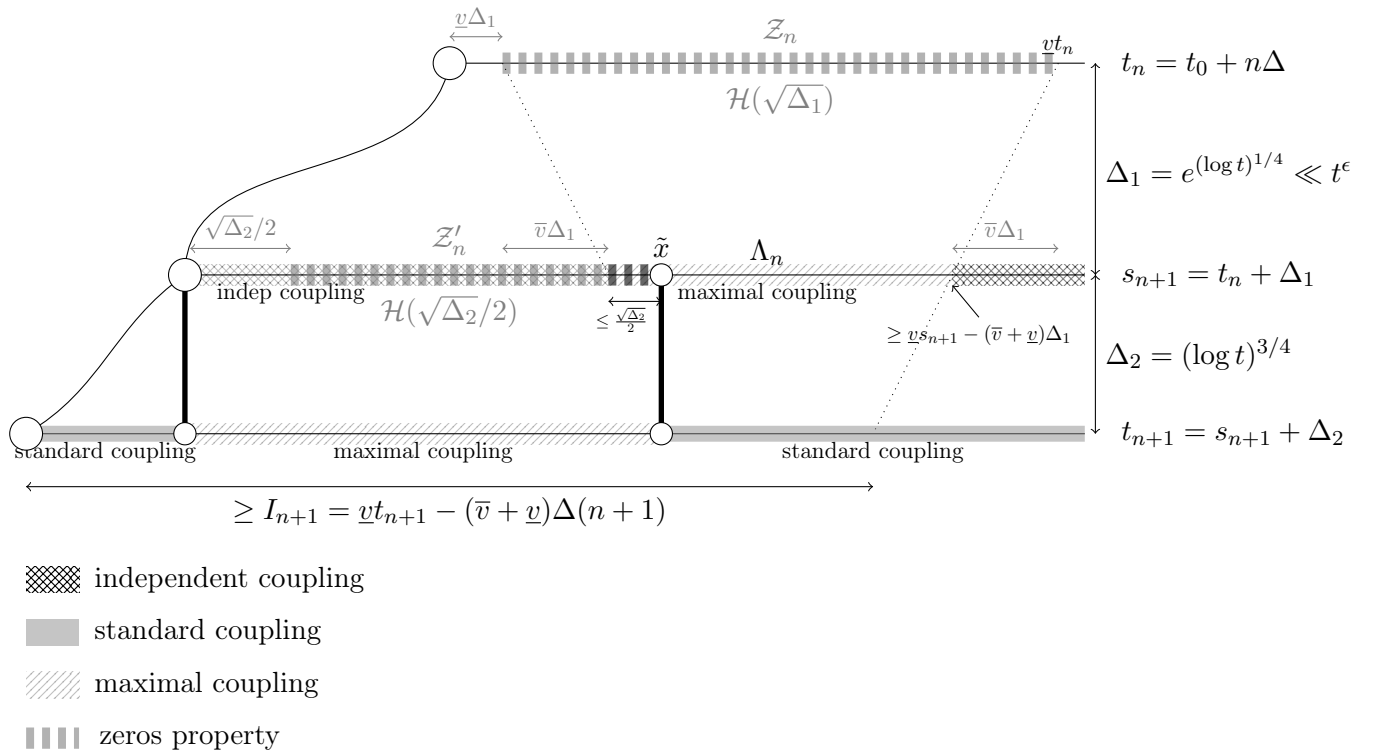 v̲Δ₁
𝒵ₙ
v̲tₙ
tₙ = t₀ + nΔ
ℋ(√Δ₁)
Δ₁ = e^{(log t)^{1/4}} ≪ t^ϵ
√Δ₂/2
𝒵′ₙ
v̅Δ₁
x̃
Λₙ
v̅Δ₁
sₙ₊₁ = tₙ + Δ₁
indep coupling
maximal coupling
ℋ(√Δ₂/2)
≤ √Δ₂/2
≥ v̲sₙ₊₁ − (v̅ + v̲)Δ₁
Δ₂ = (log t)^{3/4}
tₙ₊₁ = sₙ₊₁ + Δ₂
standard coupling
maximal coupling
standard coupling
≥ Iₙ₊₁ = v̲tₙ₊₁ − (v̅ + v̲)Δ(n + 1)
independent coupling
standard coupling
maximal coupling
zeros property